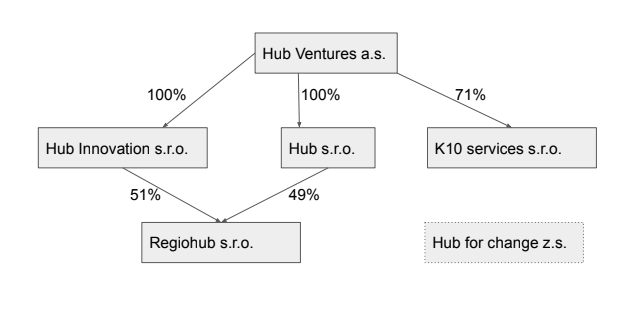 Hub Ventures a.s.
100%
100%
71%
Hub Innovation s.r.o.
Hub s.r.o.
K10 services s.r.o.
51%
49%
Regiohub s.r.o.
Hub for change z.s.